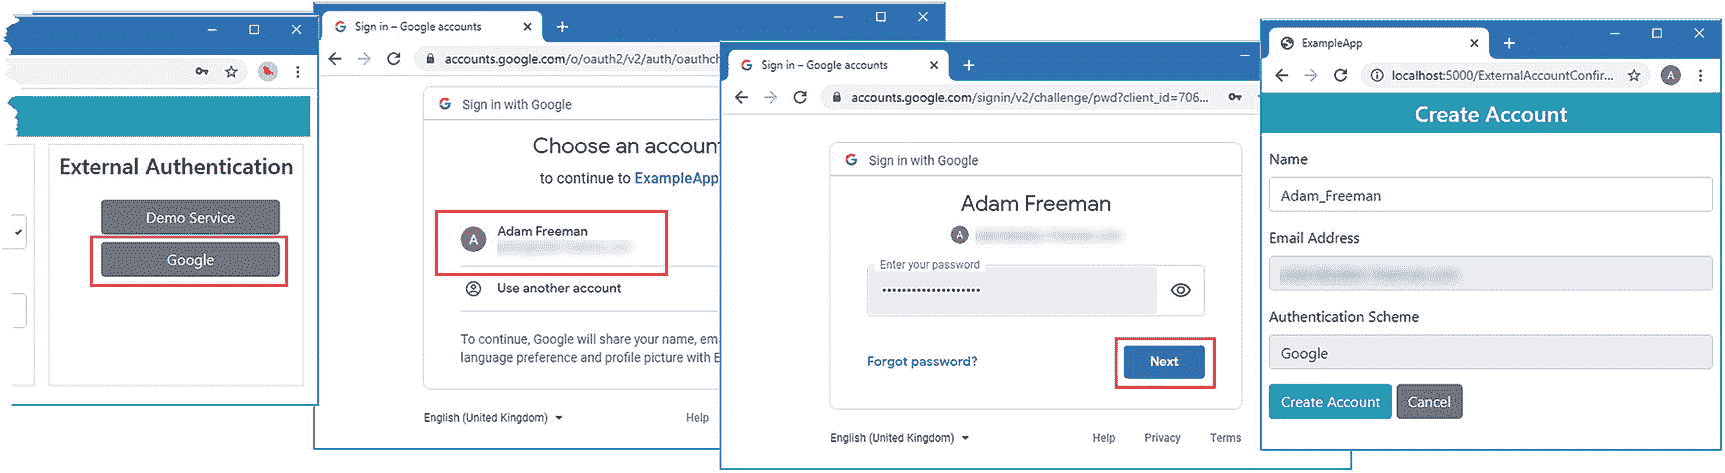 External Authentication
Demo Service
Google
Sign in – Google accounts
accounts.google.com/o/oauth2/v2/auth/oauthch
Sign in with Google
Choose an accoun
to continue to ExampleApp
A
Adam Freeman
Use another account
To continue, Google will share your name, ema
language preference and profile picture with E
English (United Kingdom)
Help
Sign in – Google accounts
accounts.google.com/signin/v2/challenge/pwd?client_id=706...
Sign in with Google
Adam Freeman
A
Enter your password
Forgot password?
Next
English (United Kingdom)
Help Privacy Terms
ExampleApp
localhost:5000/ExternalAccountConfir...
A
Create Account
Name
Adam_Freeman
Email Address
Authentication Scheme
Google
Create Account Cancel